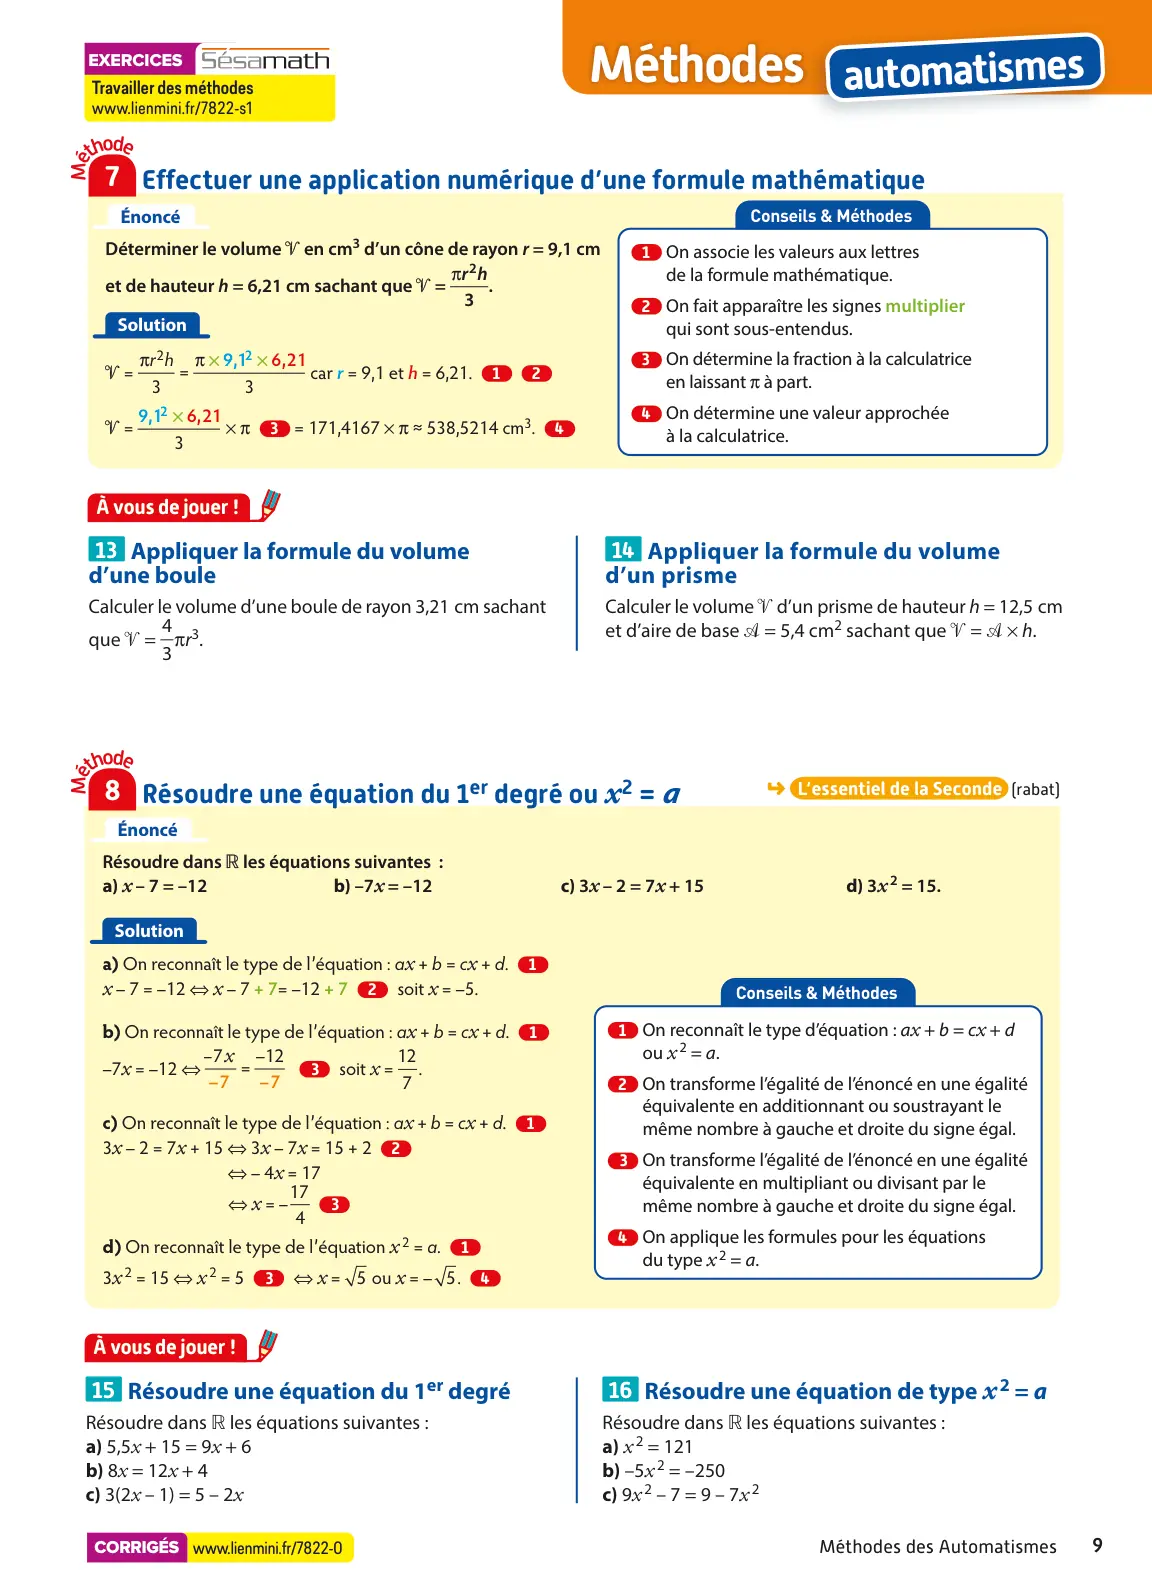 EXERCICES Sésamath
Travailler des méthodes
www.lienmini.fr/7822-s1
Méthodes automatismes
Méthode 7 Effectuer une application numérique d'une formule mathématique
Énoncé
Déterminer le volume 𝒱 en cm³ d'un cône de rayon r = 9,1 cm
et de hauteur h = 6,21 cm sachant que 𝒱 = πr²h/3.
Solution
𝒱 = πr²h/3 = π × 9,1² × 6,21/3 car r = 9,1 et h = 6,21. 1 2
𝒱 = 9,1² × 6,21/3 × π 3 = 171,4167 × π ≈ 538,5214 cm³. 4
Conseils & Méthodes
1 On associe les valeurs aux lettres
de la formule mathématique.
2 On fait apparaître les signes multiplier
qui sont sous-entendus.
3 On détermine la fraction à la calculatrice
en laissant π à part.
4 On détermine une valeur approchée
à la calculatrice.
À vous de jouer !
13 Appliquer la formule du volume
d'une boule
Calculer le volume d'une boule de rayon 3,21 cm sachant
que 𝒱 = 4/3 πr³.
14 Appliquer la formule du volume
d'un prisme
Calculer le volume 𝒱 d'un prisme de hauteur h = 12,5 cm
et d'aire de base 𝒜 = 5,4 cm² sachant que 𝒱 = 𝒜 × h.
Méthode 8 Résoudre une équation du 1er degré ou x² = a
L'essentiel de la Seconde (rabat)
Énoncé
Résoudre dans ℝ les équations suivantes :
a) x – 7 = –12 b) –7x = –12 c) 3x – 2 = 7x + 15 d) 3x² = 15.
Solution
a) On reconnaît le type de l'équation : ax + b = cx + d. 1
x – 7 = –12 ⇔ x – 7 + 7 = –12 + 7 2 soit x = –5.
b) On reconnaît le type de l'équation : ax + b = cx + d. 1
–7x = –12 ⇔ –7x/–7 = –12/–7 3 soit x = 12/7.
c) On reconnaît le type de l'équation : ax + b = cx + d. 1
3x – 2 = 7x + 15 ⇔ 3x – 7x = 15 + 2 2
⇔ – 4x = 17
⇔ x = – 17/4 3
d) On reconnaît le type de l'équation x² = a. 1
3x² = 15 ⇔ x² = 5 3 ⇔ x = √5 ou x = – √5. 4
Conseils & Méthodes
1 On reconnaît le type d'équation : ax + b = cx + d
ou x² = a.
2 On transforme l'égalité de l'énoncé en une égalité
équivalente en additionnant ou soustrayant le
même nombre à gauche et droite du signe égal.
3 On transforme l'égalité de l'énoncé en une égalité
équivalente en multipliant ou divisant par le
même nombre à gauche et droite du signe égal.
4 On applique les formules pour les équations
du type x² = a.
À vous de jouer !
15 Résoudre une équation du 1er degré
Résoudre dans ℝ les équations suivantes :
a) 5,5x + 15 = 9x + 6
b) 8x = 12x + 4
c) 3(2x – 1) = 5 – 2x
16 Résoudre une équation de type x² = a
Résoudre dans ℝ les équations suivantes :
a) x² = 121
b) –5x² = –250
c) 9x² – 7 = 9 – 7x²
CORRIGÉS www.lienmini.fr/7822-0
Méthodes des Automatismes 9